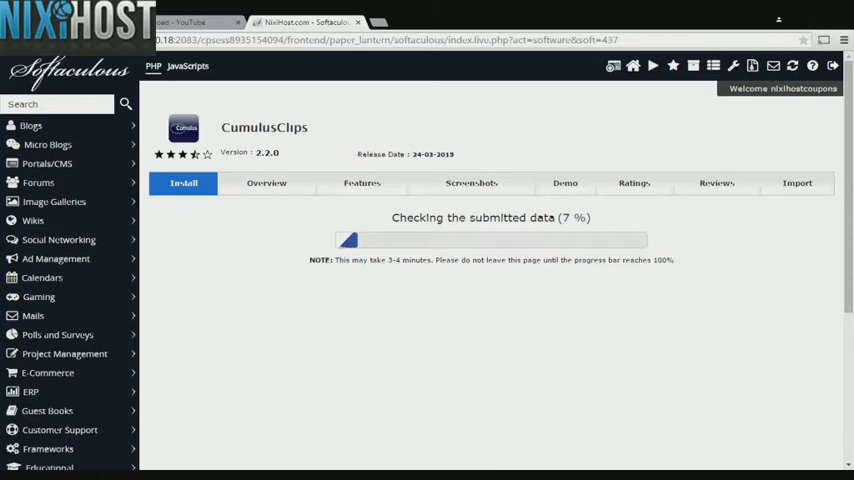 NIXIHOST
oad - YouTube
NixiHost.com - Softaculou
0.18:2083/cpsess8935154094/frontend/paper_lantern/softaculous/index.live.php?act=software&soft=437
Softaculous
PHP JavaScripts
Welcome nixihostcoupons
Search
Blogs
Micro Blogs
Portals/CMS
Forums
Image Galleries
Wikis
Social Networking
Ad Management
Calendars
Gaming
Mails
Polls and Surveys
Project Management
E-Commerce
ERP
Guest Books
Customer Support
Frameworks
Educational
Cumulus
CumulusClips
Version : 2.2.0
Release Date : 24-03-2015
Install Overview Features Screenshots Demo Ratings Reviews Import
Checking the submitted data (7 %)
NOTE: This may take 3-4 minutes. Please do not leave this page until the progress bar reaches 100%